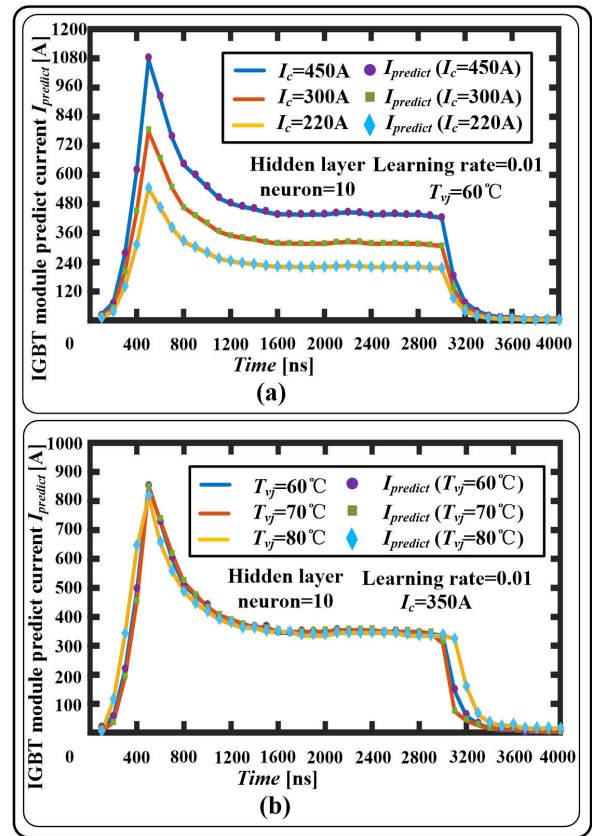 IGBT module predict current Ipredict [A]
1200
1080
960
840
720
600
480
360
240
120
Ic=450A Ipredict (Ic=450A)
Ic=300A Ipredict (Ic=300A)
Ic=220A Ipredict (Ic=220A)
Hidden layer Learning rate=0.01
neuron=10 Tvj=60℃
0 400 800 1200 1600 2000 2400 2800 3200 3600 4000
Time [ns]
(a)
IGBT module predict current Ipredict [A]
1000
900
800
700
600
500
400
300
200
100
Tvj=60℃ Ipredict (Tvj=60℃)
Tvj=70℃ Ipredict (Tvj=70℃)
Tvj=80℃ Ipredict (Tvj=80℃)
Hidden layer Learning rate=0.01
neuron=10 Ic=350A
0 400 800 1200 1600 2000 2400 2800 3200 3600 4000
Time [ns]
(b)